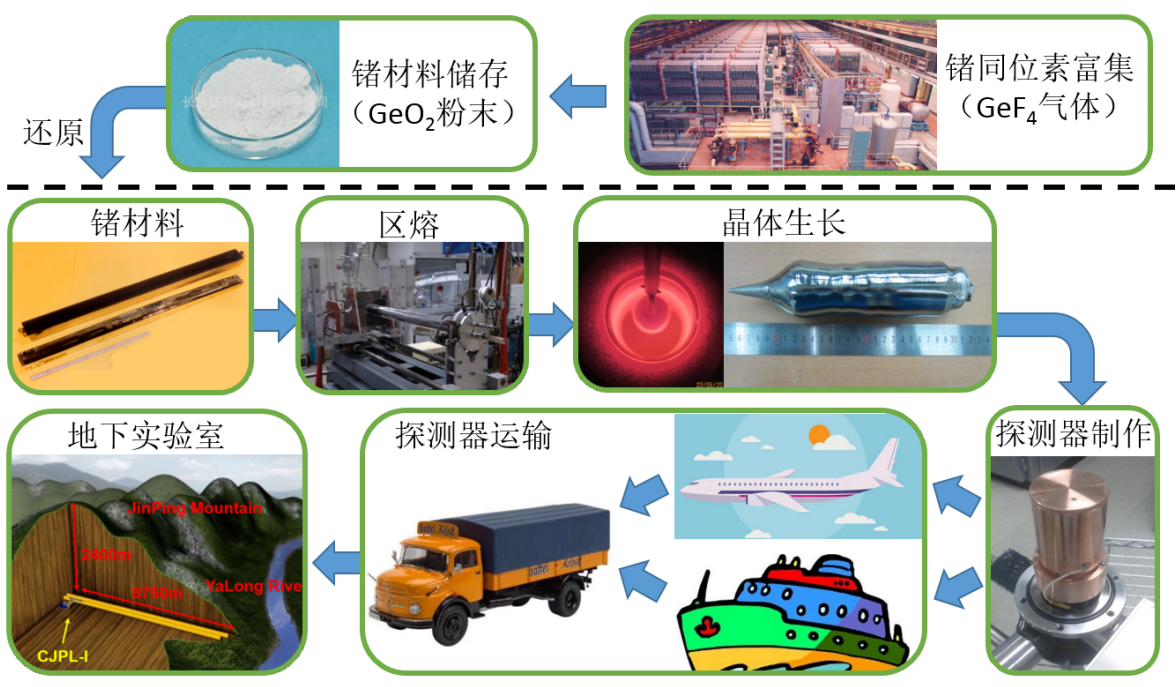 锗材料储存
（GeO2粉末）
锗同位素富集
（GeF4气体）
还原
锗材料
区熔
晶体生长
地下实验室
JinPing Mountain
2400m
YaLong River
8750m
CJPL-I
探测器运输
探测器制作